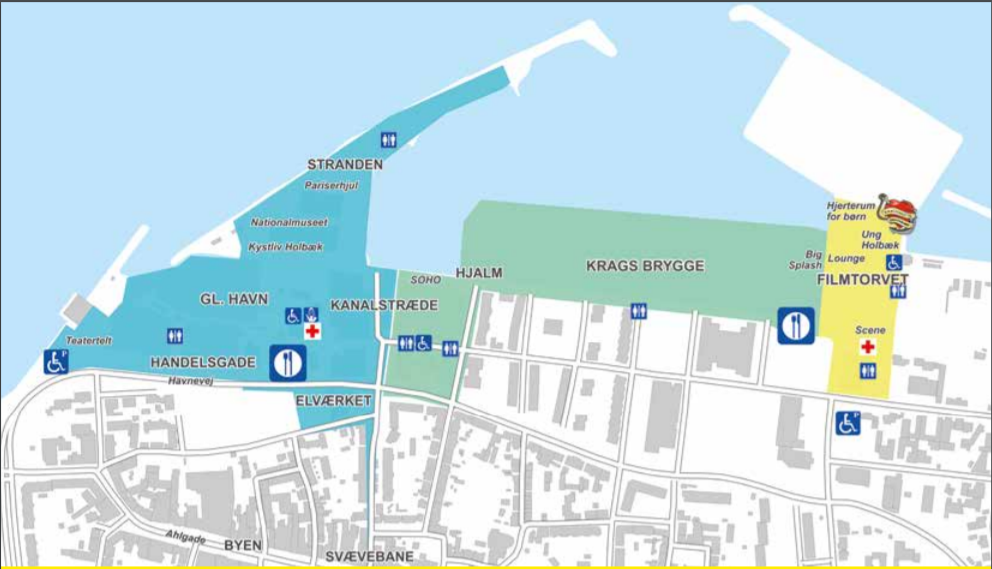 STRANDEN
Pariserhjul
Nationalmuseet
Kystliv Holbæk
GL. HAVN
Teatertelt
P
HANDELSGADE
Havnevej
ELVÆRKET
KANALSTRÆDE
SOHO
HJALM
KRAGS BRYGGE
Hjerterum
for børn
Ung
Holbæk
Big
Splash
Lounge
FILMTORVET
Scene
P
Ahlgade
BYEN
SVÆVEBANE